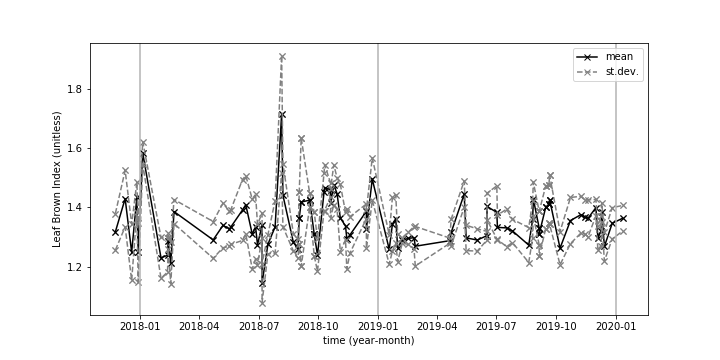 mean
st.dev.
1.8
1.6
1.4
1.2
Leaf Brown Index (unitless)
2018-01 2018-04 2018-07 2018-10 2019-01 2019-04 2019-07 2019-10 2020-01
time (year-month)